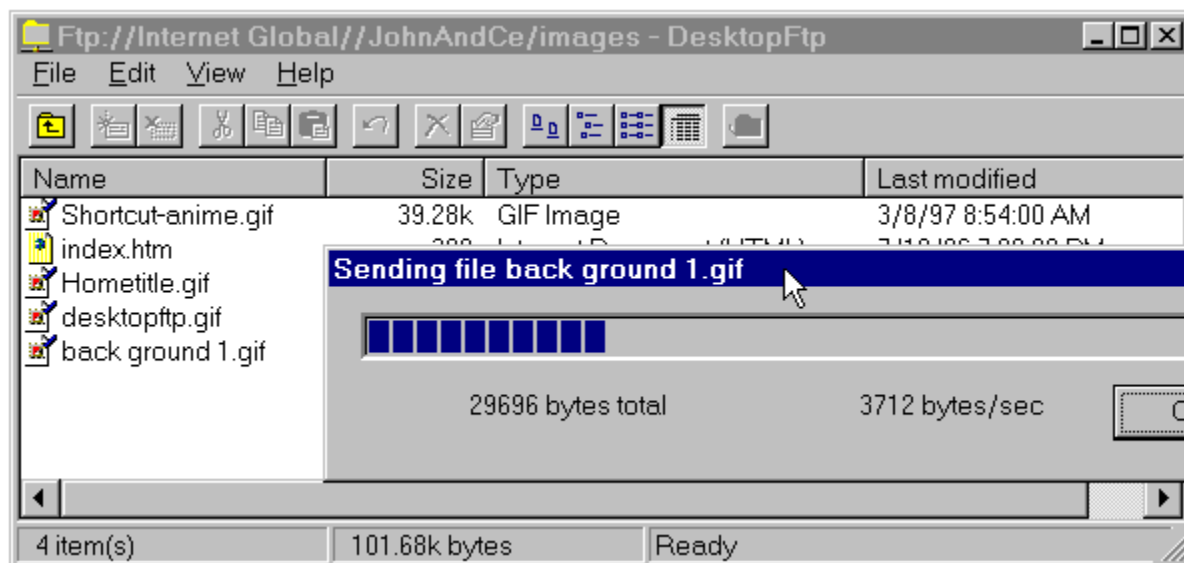 Ftp://Internet Global//JohnAndCe/images - DesktopFtp
File Edit View Help
Name Size Type Last modified
Shortcut-anime.gif 39.28k GIF Image 3/8/97 8:54:00 AM
index.htm
Sending file back ground 1.gif
Hometitle.gif
desktopftp.gif
back ground 1.gif
29696 bytes total 3712 bytes/sec
4 item(s) 101.68k bytes Ready